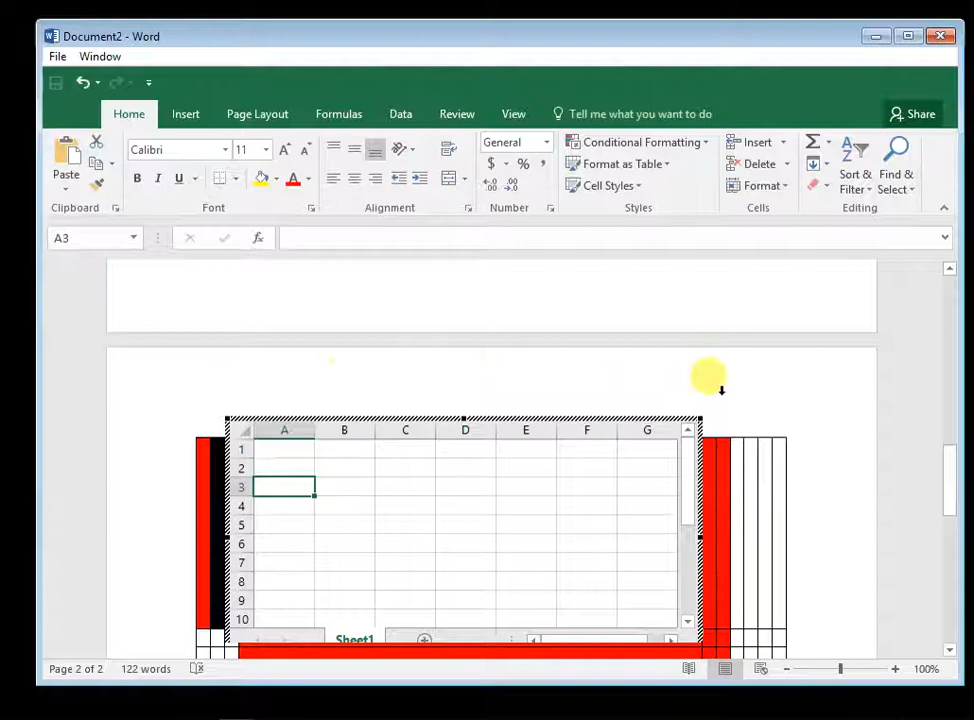 Document2 - Word
File Window
Home Insert Page Layout Formulas Data Review View Tell me what you want to do Share
Calibri 11 General Conditional Formatting Insert
Paste B I U A $ % , Format as Table Delete Sort & Find &
Cell Styles Format Filter Select
Clipboard Font Alignment Number Styles Cells Editing
A3 fx
A B C D E F G
1
2
3
4
5
6
7
8
9
10
Sheet1
Page 2 of 2 122 words 100%